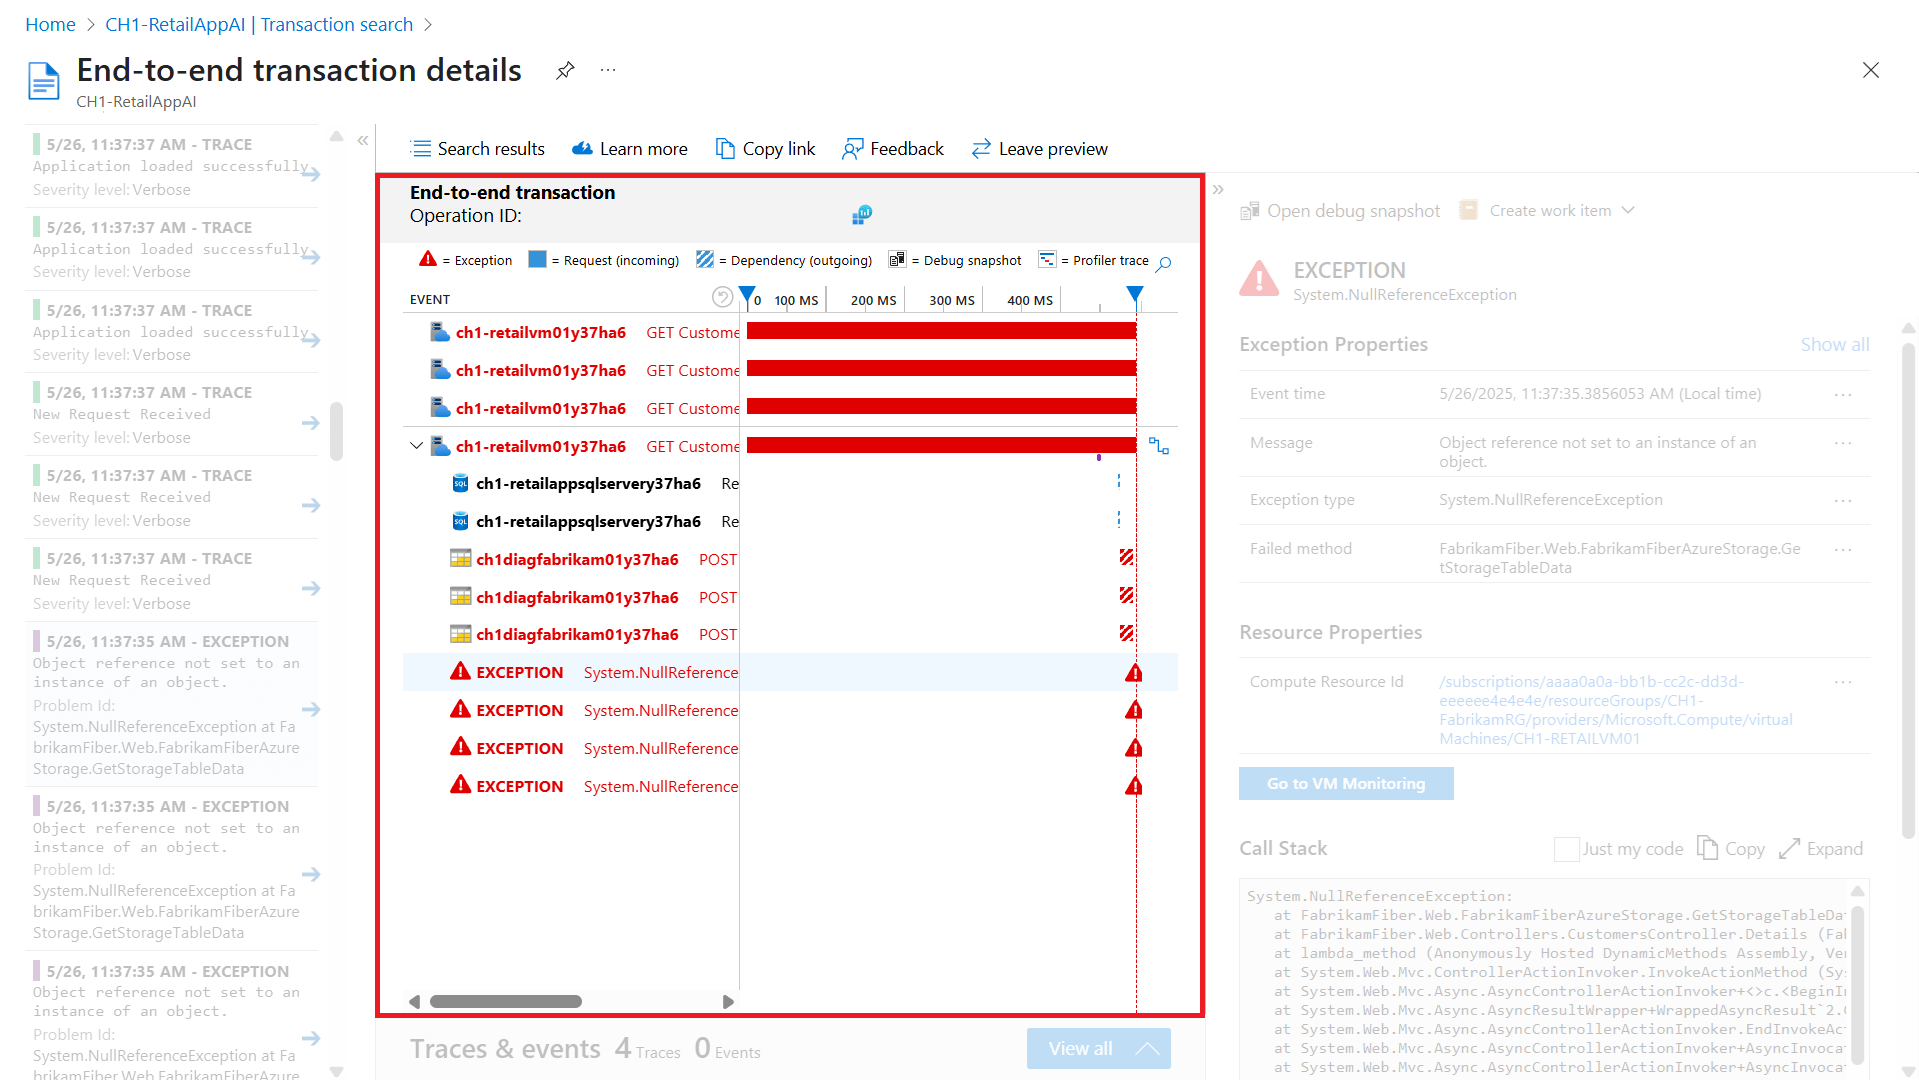 Home > CH1-RetailAppAI | Transaction search >
End-to-end transaction details
CH1-RetailAppAI
5/26, 11:37:37 AM - TRACE
Application loaded successfully.
Severity level: Verbose
5/26, 11:37:37 AM - TRACE
Application loaded successfully.
Severity level: Verbose
5/26, 11:37:37 AM - TRACE
Application loaded successfully.
Severity level: Verbose
5/26, 11:37:37 AM - TRACE
New Request Received
Severity level: Verbose
5/26, 11:37:37 AM - TRACE
New Request Received
Severity level: Verbose
5/26, 11:37:37 AM - TRACE
New Request Received
Severity level: Verbose
5/26, 11:37:35 AM - EXCEPTION
Object reference not set to an
instance of an object.
Problem Id:
System.NullReferenceException at Fa
brikamFiber.Web.FabrikamFiberAzure
Storage.GetStorageTableData
5/26, 11:37:35 AM - EXCEPTION
Object reference not set to an
instance of an object.
Problem Id:
System.NullReferenceException at Fa
brikamFiber.Web.FabrikamFiberAzure
Storage.GetStorageTableData
5/26, 11:37:35 AM - EXCEPTION
Object reference not set to an
instance of an object.
Problem Id:
System.NullReferenceException at Fa
brikamFiber.Web.FabrikamFiberAzure
Search results Learn more Copy link Feedback Leave preview
End-to-end transaction
Operation ID:
= Exception = Request (incoming) = Dependency (outgoing) = Debug snapshot = Profiler trace
EVENT 0 100 MS 200 MS 300 MS 400 MS
ch1-retailvm01y37ha6 GET Custome
ch1-retailvm01y37ha6 GET Custome
ch1-retailvm01y37ha6 GET Custome
ch1-retailvm01y37ha6 GET Custome
SQL ch1-retailappsqlservery37ha6 Re
SQL ch1-retailappsqlservery37ha6 Re
ch1diagfabrikam01y37ha6 POST
ch1diagfabrikam01y37ha6 POST
ch1diagfabrikam01y37ha6 POST
EXCEPTION System.NullReference
EXCEPTION System.NullReference
EXCEPTION System.NullReference
EXCEPTION System.NullReference
Traces & events 4 Traces 0 Events View all
Open debug snapshot Create work item
EXCEPTION
System.NullReferenceException
Exception Properties Show all
Event time 5/26/2025, 11:37:35.3856053 AM (Local time) ...
Message Object reference not set to an instance of an ...
object.
Exception type System.NullReferenceException ...
Failed method FabrikamFiber.Web.FabrikamFiberAzureStorage.Ge ...
tStorageTableData
Resource Properties
Compute Resource Id /subscriptions/aaaa0a0a-bb1b-cc2c-dd3d- ...
eeeeee4e4e4e/resourceGroups/CH1-
FabrikamRG/providers/Microsoft.Compute/virtual
Machines/CH1-RETAILVM01
Go to VM Monitoring
Call Stack Just my code Copy Expand
System.NullReferenceException:
at FabrikamFiber.Web.FabrikamFiberAzureStorage.GetStorageTableDa
at FabrikamFiber.Web.Controllers.CustomersController.Details (Fa
at lambda_method (Anonymously Hosted DynamicMethods Assembly, Ve
at System.Web.Mvc.ControllerActionInvoker.InvokeActionMethod (Sy
at System.Web.Mvc.Async.AsyncControllerActionInvoker+<>c.<BeginI
at System.Web.Mvc.Async.AsyncResultWrapper+WrappedAsyncResult`2.
at System.Web.Mvc.Async.AsyncControllerActionInvoker.EndInvokeAc
at System.Web.Mvc.Async.AsyncControllerActionInvoker+AsyncInvoca
at System.Web.Mvc.Async.AsyncControllerActionInvoker+AsyncInvoca